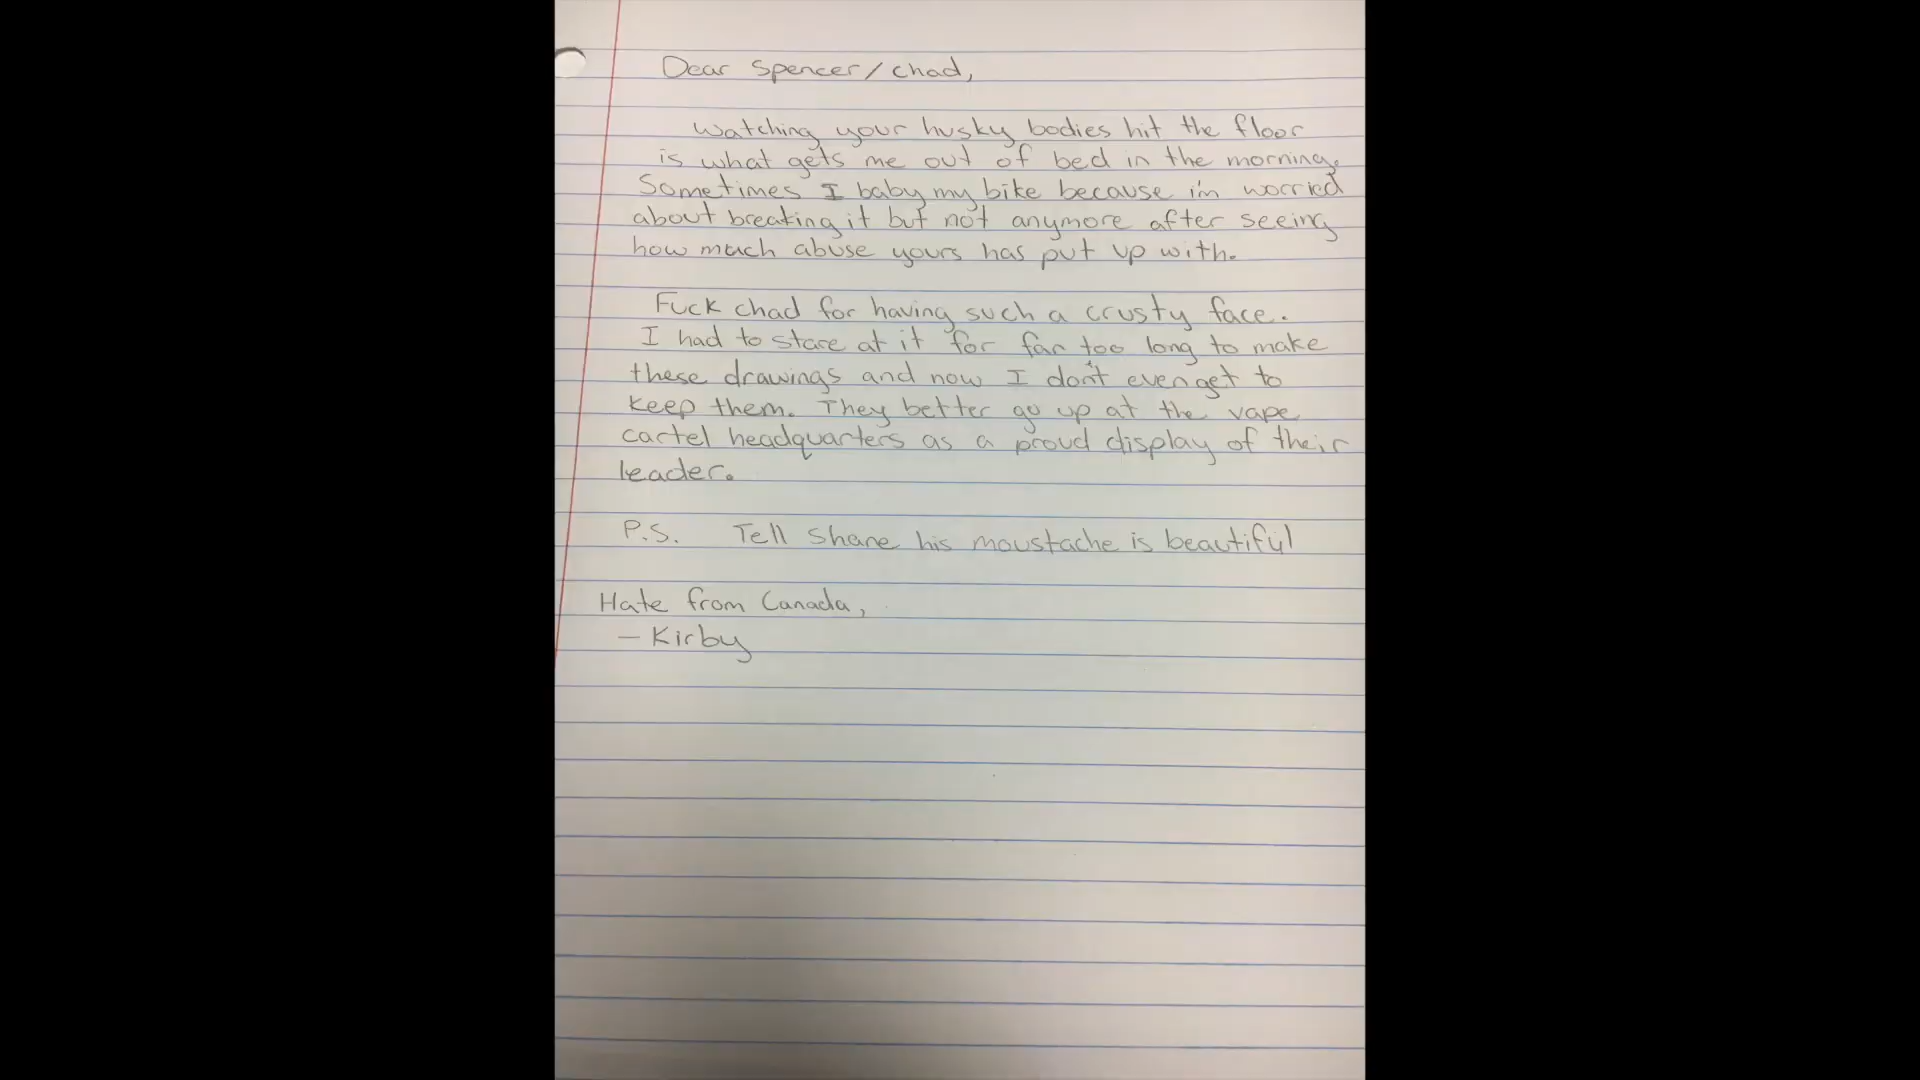 Dear Spencer/Chad,
Watching your husky bodies hit the floor
is what gets me out of bed in the morning.
Sometimes I baby my bike because i'm worried
about breaking it but not anymore after seeing
how much abuse yours has put up with.
Fuck chad for having such a crusty face.
I had to stare at it for far too long to make
these drawings and now I don't even get to
keep them. They better go up at the vape
cartel headquarters as a proud display of their
leader.
P.S. Tell Shane his moustache is beautiful
Hate from Canada,
- Kirby